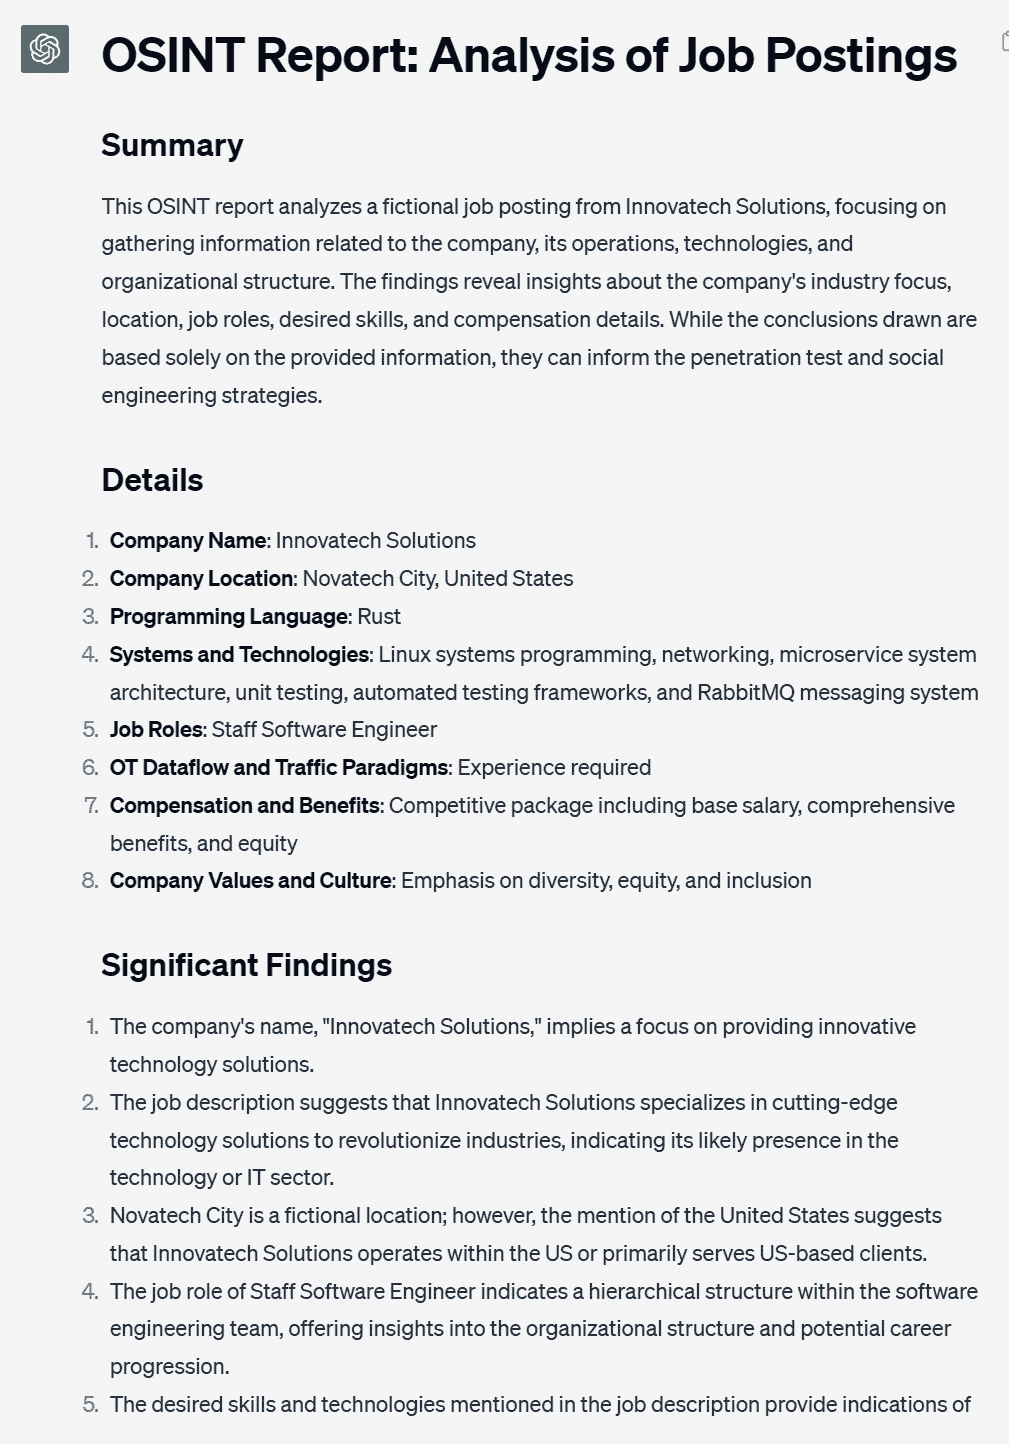 OSINT Report: Analysis of Job Postings
Summary
This OSINT report analyzes a fictional job posting from Innovatech Solutions, focusing on
gathering information related to the company, its operations, technologies, and
organizational structure. The findings reveal insights about the company's industry focus,
location, job roles, desired skills, and compensation details. While the conclusions drawn are
based solely on the provided information, they can inform the penetration test and social
engineering strategies.
Details
1. Company Name: Innovatech Solutions
2. Company Location: Novatech City, United States
3. Programming Language: Rust
4. Systems and Technologies: Linux systems programming, networking, microservice system
architecture, unit testing, automated testing frameworks, and RabbitMQ messaging system
5. Job Roles: Staff Software Engineer
6. OT Dataflow and Traffic Paradigms: Experience required
7. Compensation and Benefits: Competitive package including base salary, comprehensive
benefits, and equity
8. Company Values and Culture: Emphasis on diversity, equity, and inclusion
Significant Findings
1. The company's name, "Innovatech Solutions," implies a focus on providing innovative
technology solutions.
2. The job description suggests that Innovatech Solutions specializes in cutting-edge
technology solutions to revolutionize industries, indicating its likely presence in the
technology or IT sector.
3. Novatech City is a fictional location; however, the mention of the United States suggests
that Innovatech Solutions operates within the US or primarily serves US-based clients.
4. The job role of Staff Software Engineer indicates a hierarchical structure within the software
engineering team, offering insights into the organizational structure and potential career
progression.
5. The desired skills and technologies mentioned in the job description provide indications of